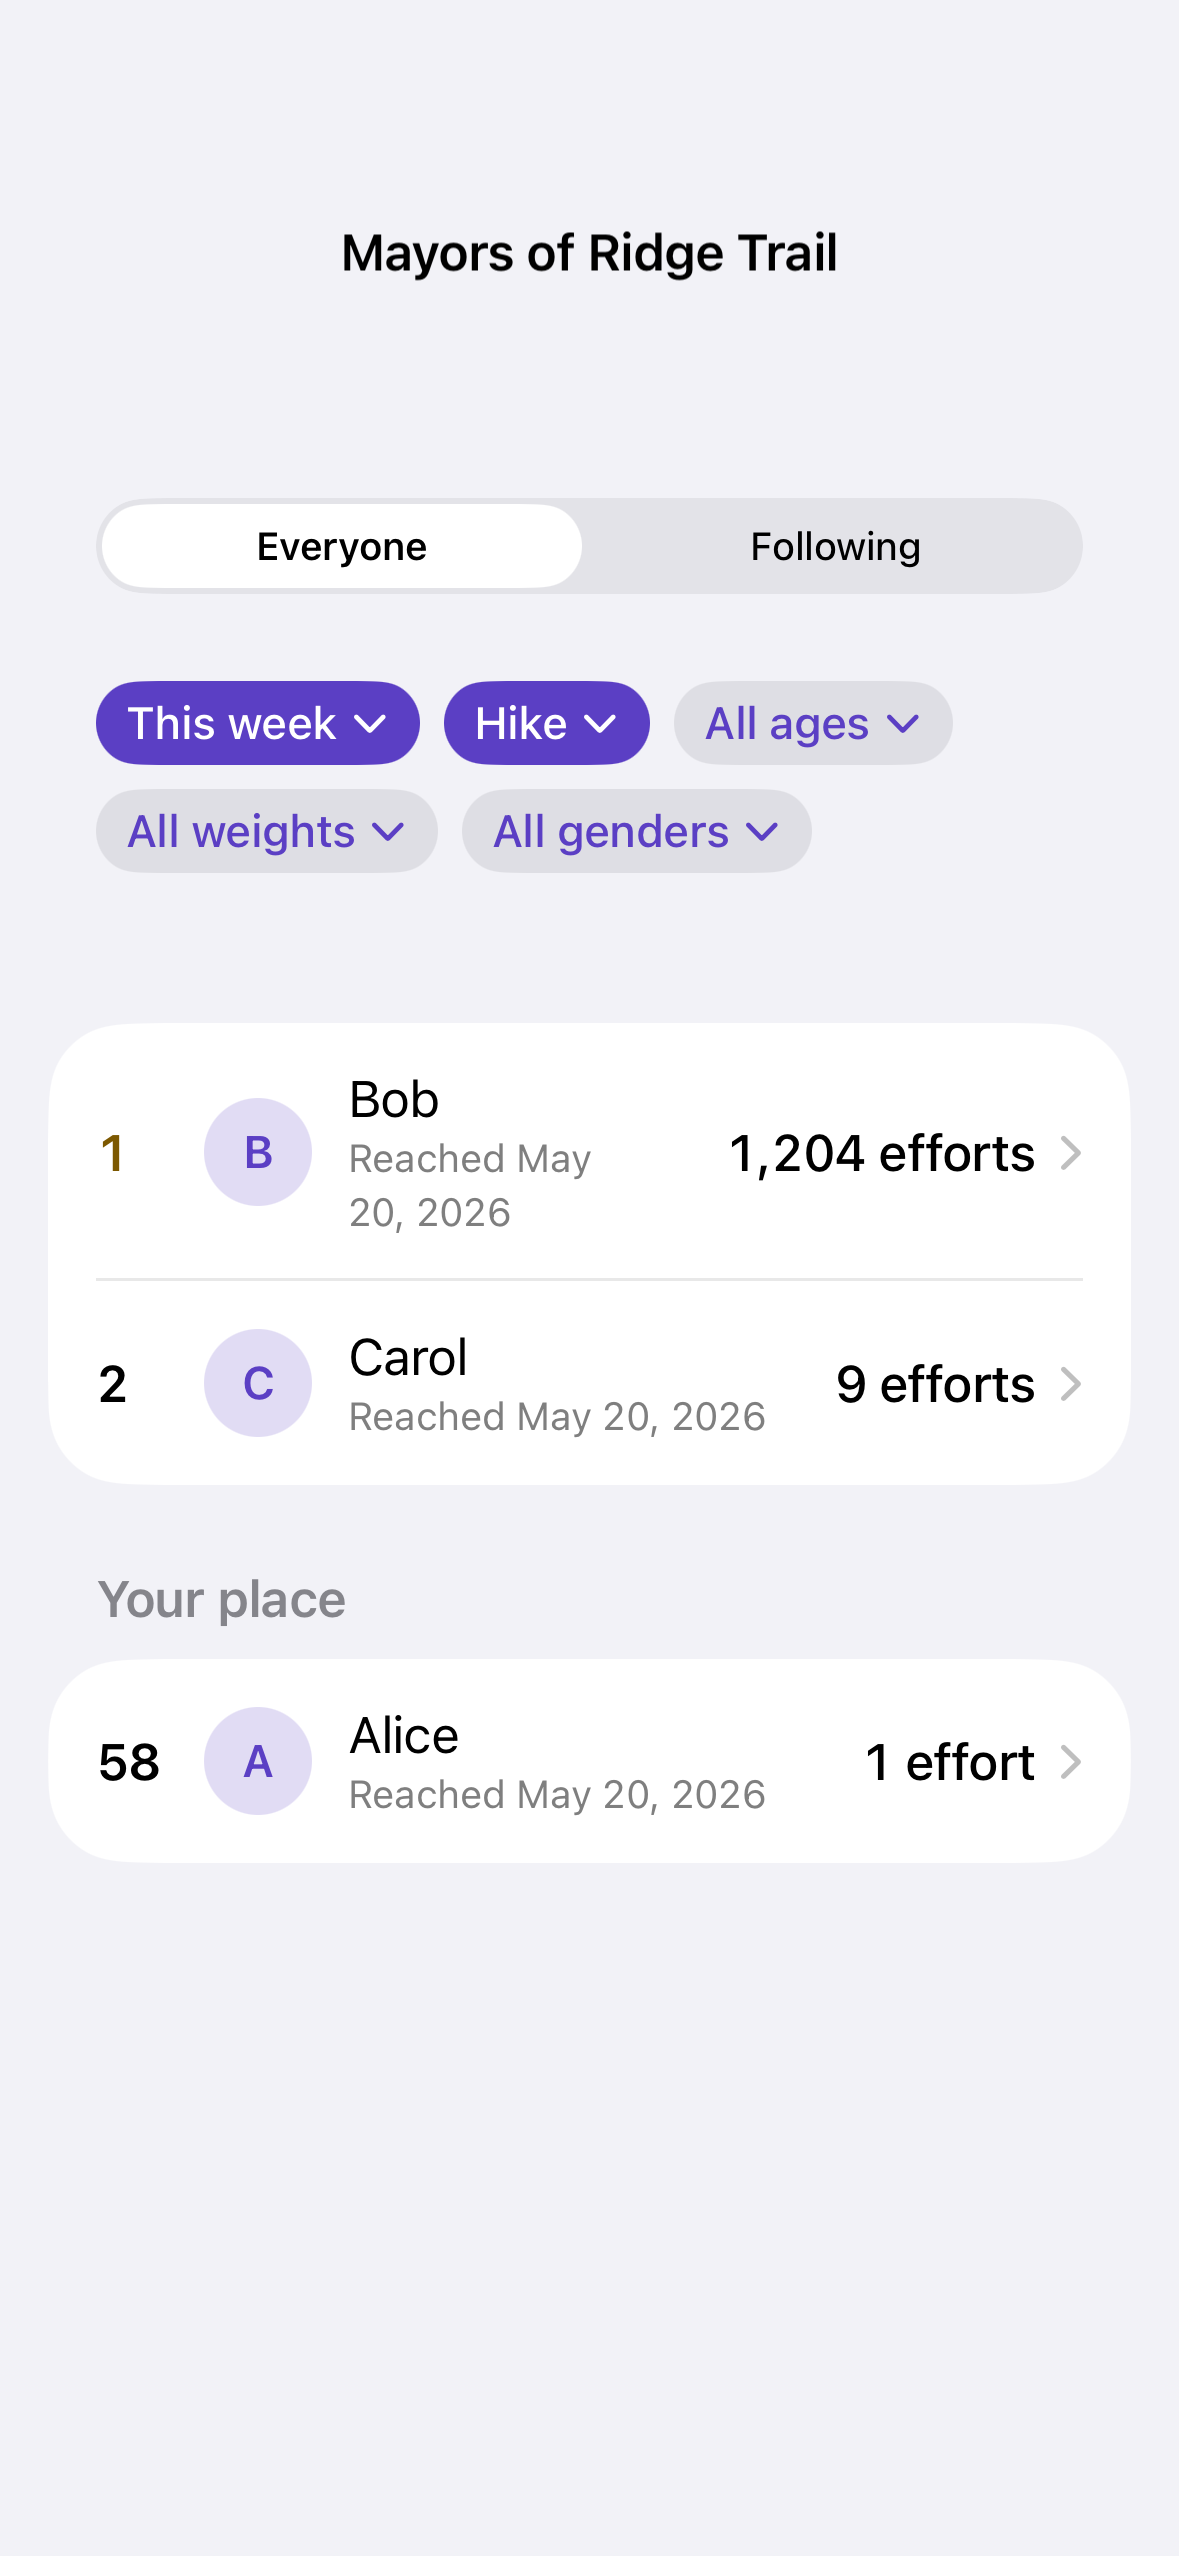 Mayors of Ridge Trail
Everyone Following
This week Hike All ages
All weights All genders
1 B Bob 1,204 efforts
Reached May
20, 2026
2 C Carol 9 efforts
Reached May 20, 2026
Your place
58 A Alice 1 effort
Reached May 20, 2026